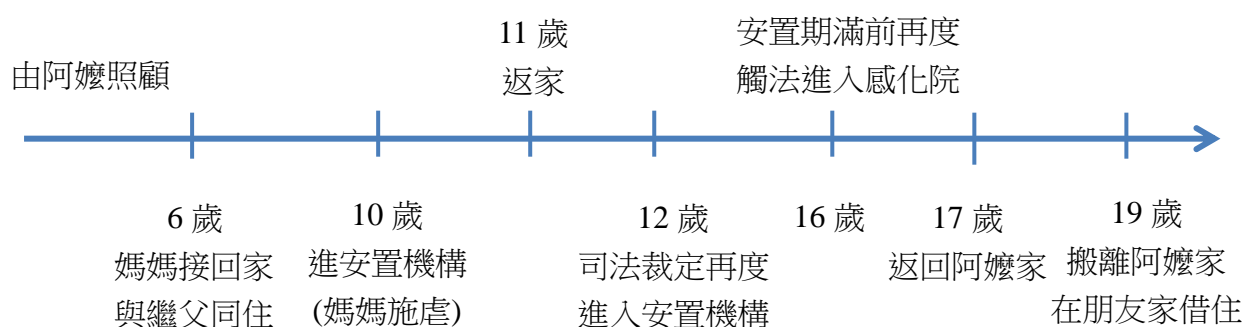 由阿嬤照顧
6 歲
媽媽接回家
與繼父同住
10 歲
進安置機構
(媽媽施虐)
11 歲
返家
12 歲
司法裁定再度
進入安置機構
安置期滿前再度
觸法進入感化院
16 歲
17 歲
返回阿嬤家
19 歲
搬離阿嬤家
在朋友家借住